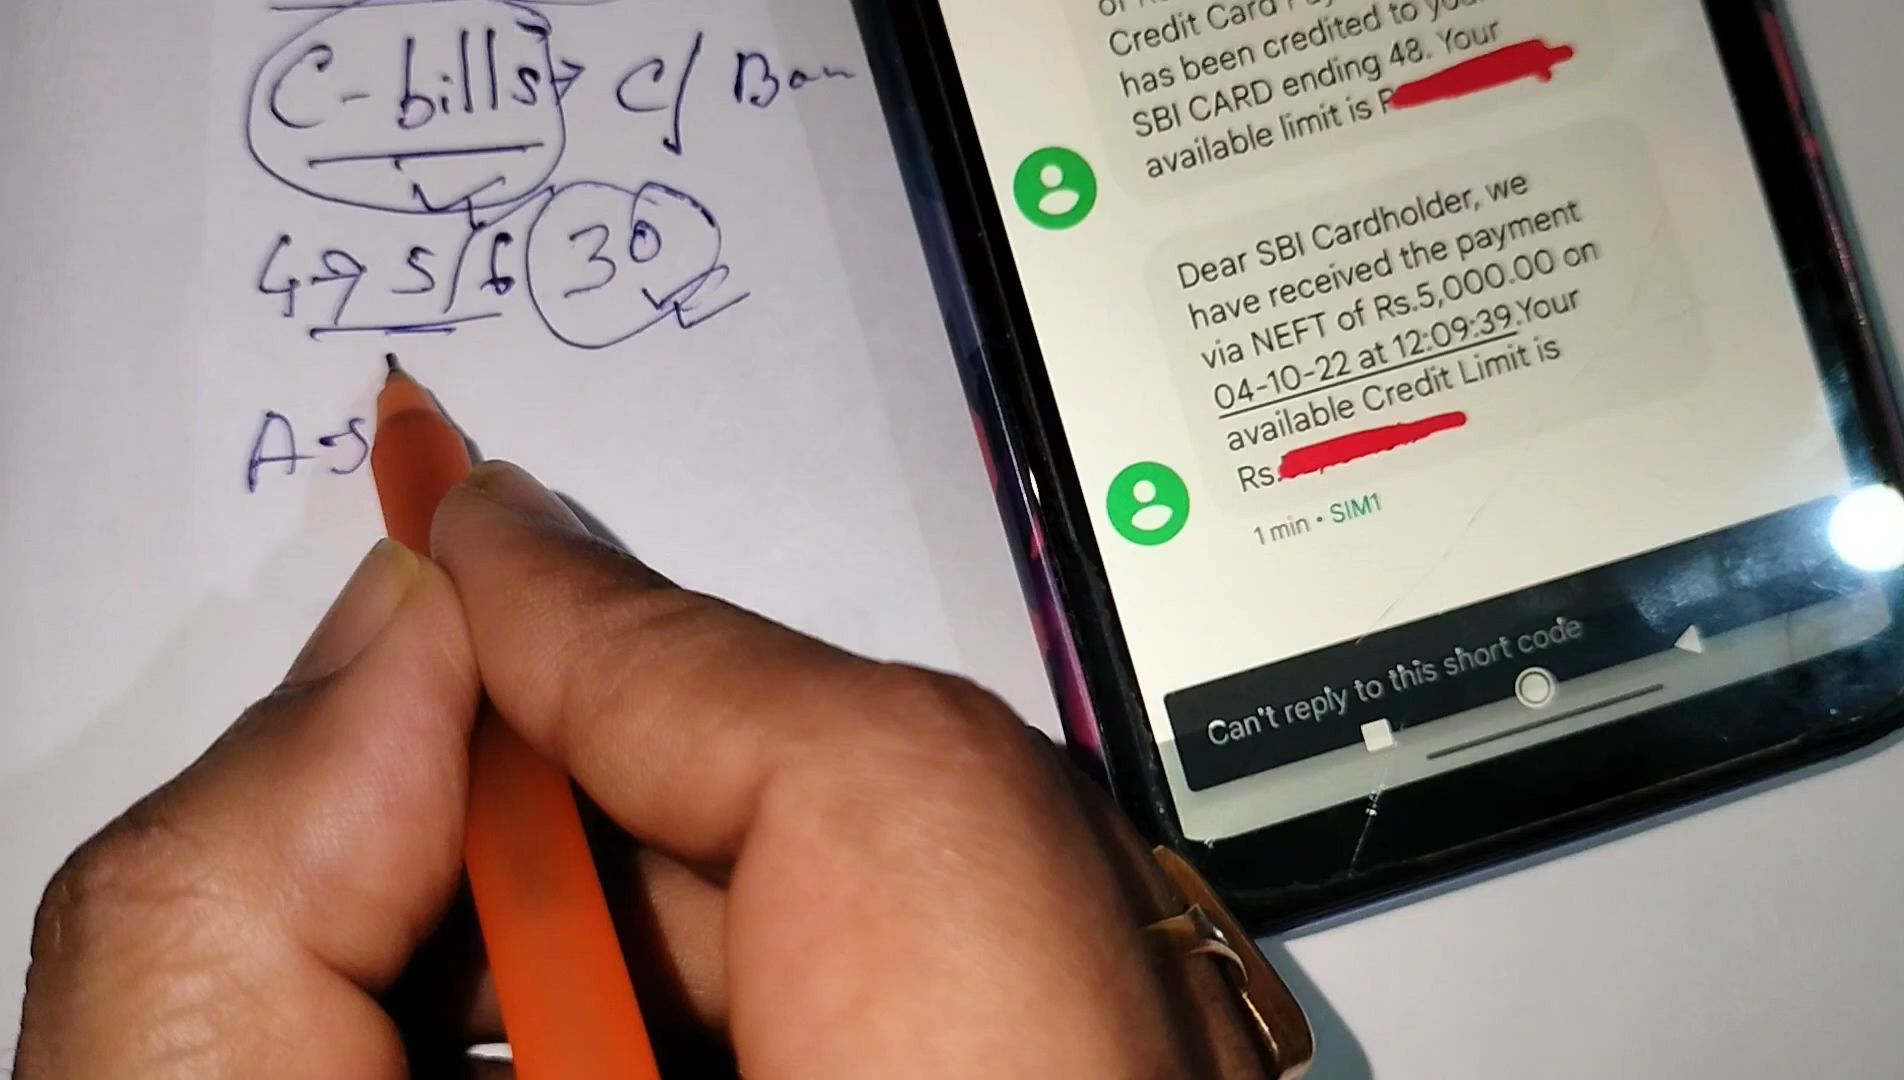 C-bills → C/ Ban
→ 5/6 30
A-s
Credit Card
has been credited to
SBI CARD ending 48. Your
available limit is
Dear SBI Cardholder, we
have received the payment
via NEFT of Rs.5,000.00 on
04-10-22 at 12:09:39.Your
available Credit Limit is
Rs.
1 min • SIM1
Can't reply to this short code